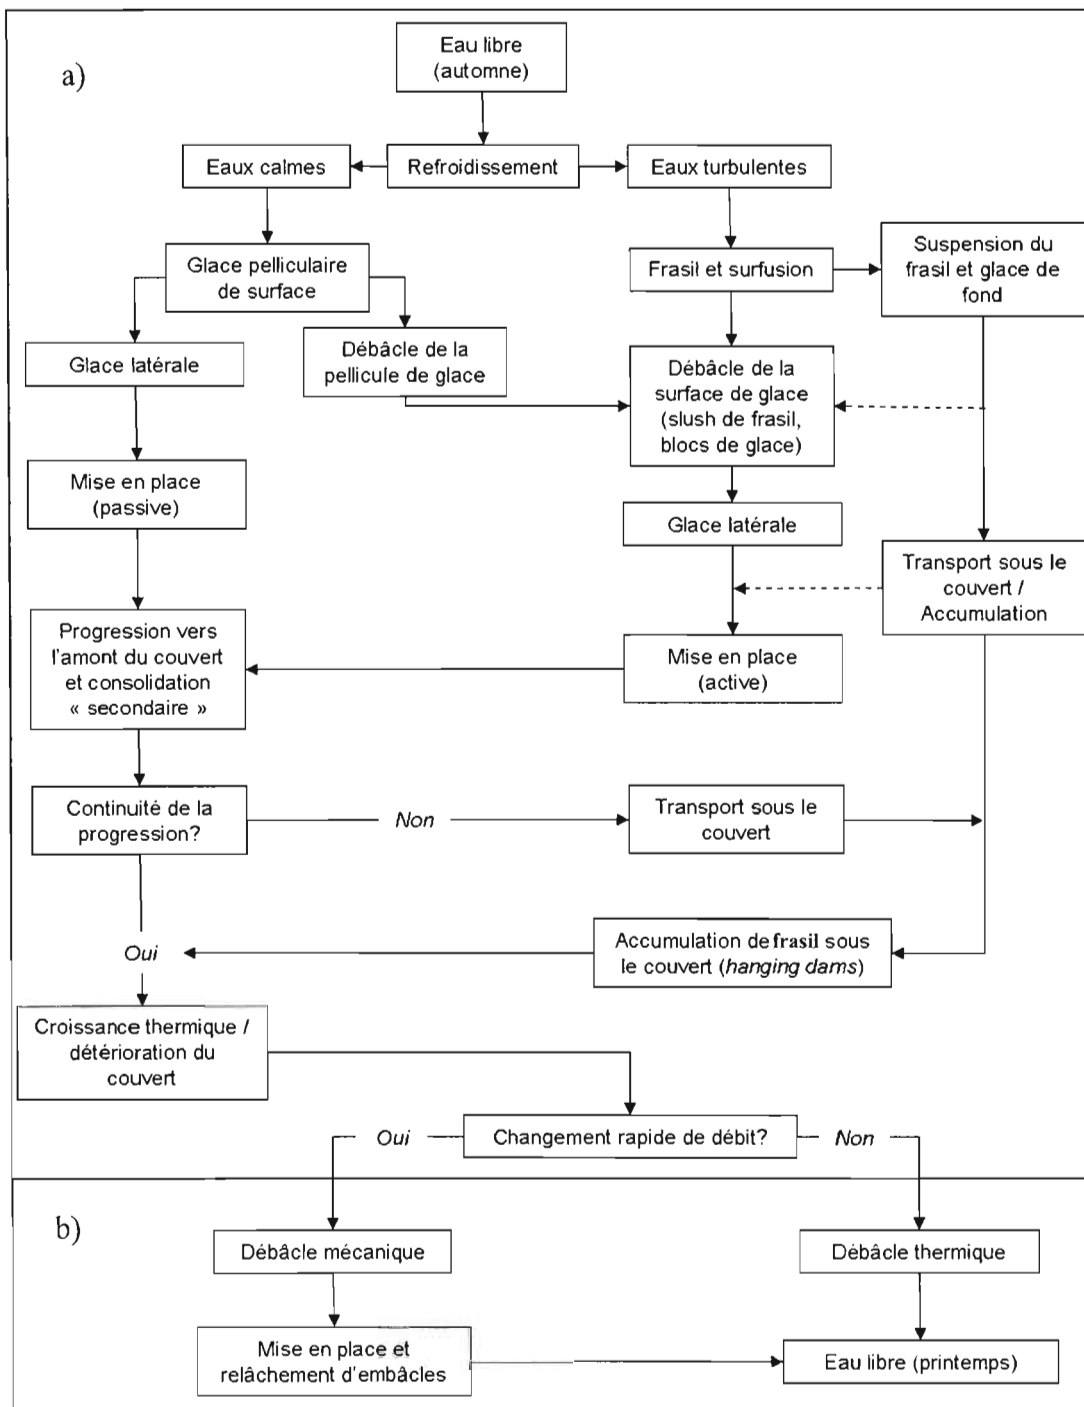 a)
Eau libre
(automne)
Eaux calmes
Refroidissement
Eaux turbulentes
Glace pelliculaire
de surface
Frasil et surfusion
Suspension du
frasil et glace de
fond
Glace latérale
Débâcle de la
pellicule de glace
Débâcle de la
surface de glace
(slush de frasil,
blocs de glace)
Mise en place
(passive)
Glace latérale
Transport sous le
couvert /
Accumulation
Progression vers
l'amont du couvert
et consolidation
« secondaire »
Mise en place
(active)
Continuité de la
progression?
Non
Transport sous le
couvert
Oui
Accumulation de frasil sous
le couvert (hanging dams)
Croissance thermique /
détérioration du
couvert
Oui
Changement rapide de débit?
Non
b)
Débâcle mécanique
Débâcle thermique
Mise en place et
relâchement d'embâcles
Eau libre (printemps)